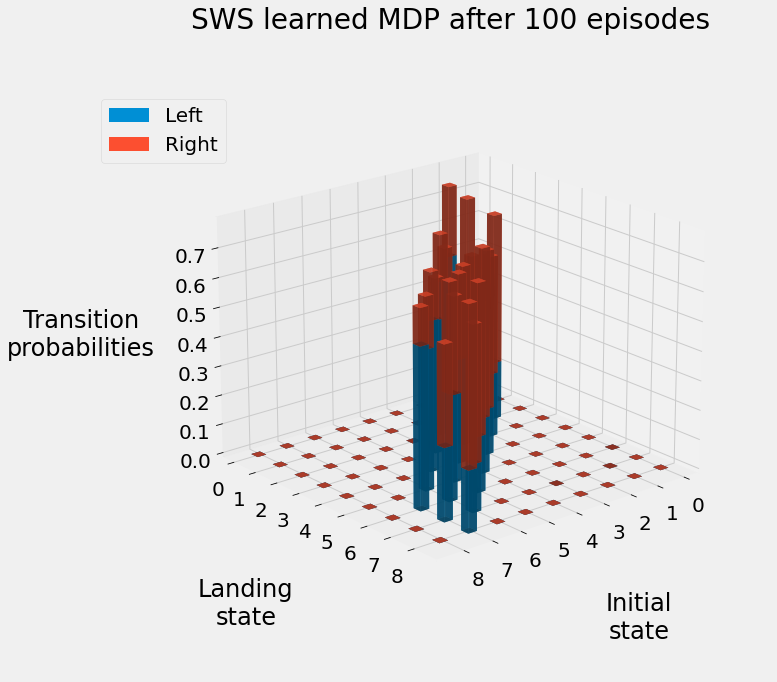 SWS learned MDP after 100 episodes
Left
Right
0.7
0.6
0.5
0.4
0.3
0.2
0.1
0.0
Transition
probabilities
0
1
2
3
4
5
6
7
8
Landing
state
8
7
6
5
4
3
2
1
0
Initial
state